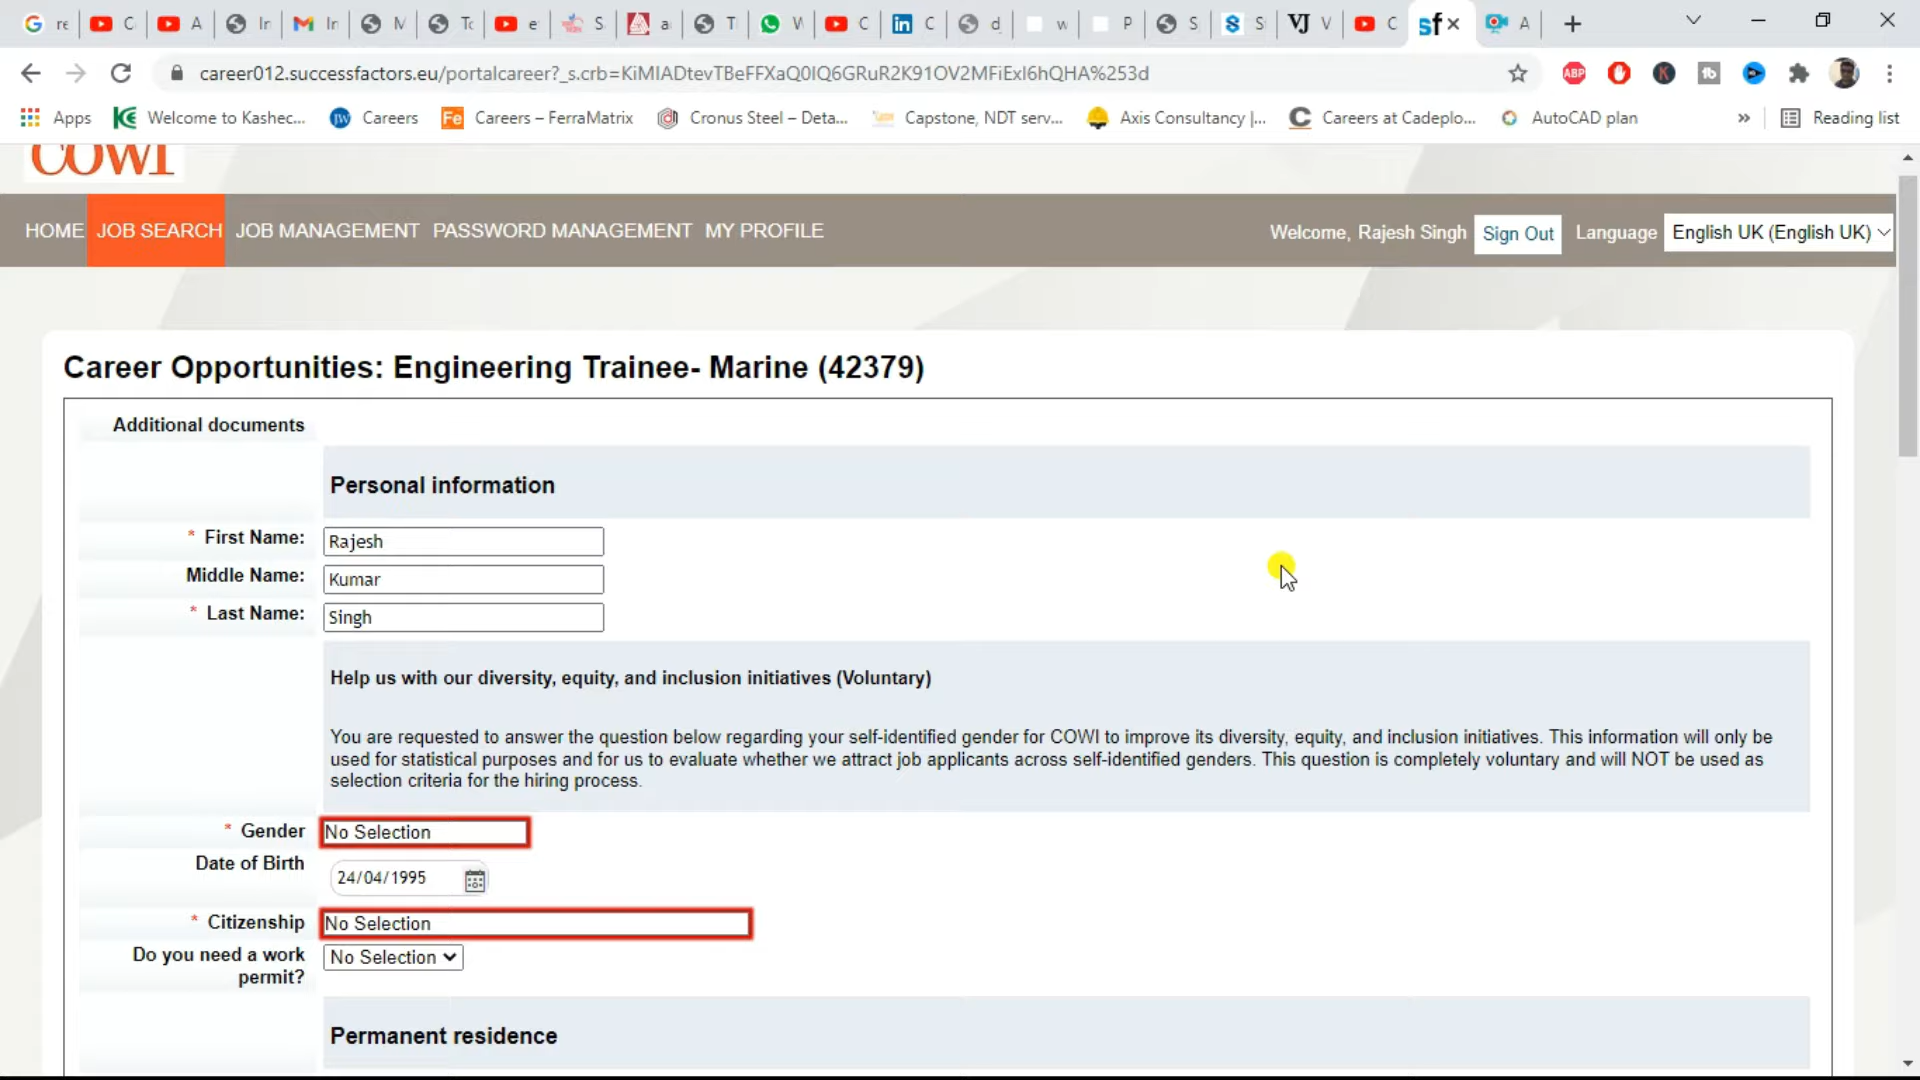 re
C
A
In
In
M
To
e
S
a
T
V
C
C
d
w
P
S
S
VJ V
C
sf
A
career012.successfactors.eu/portalcareer?_s.crb=KiMIADtevTBeFFXaQ0IQ6GRuR2K91OV2MFiExI6hQHA%253d
ABP
Apps
Welcome to Kashec...
Careers
Careers – FerraMatrix
Cronus Steel – Deta...
Capstone, NDT serv...
Axis Consultancy |...
Careers at Cadeplo...
AutoCAD plan
»
Reading list
COWI
HOME JOB SEARCH JOB MANAGEMENT PASSWORD MANAGEMENT MY PROFILE
Welcome, Rajesh Singh Sign Out Language English UK (English UK)
Career Opportunities: Engineering Trainee- Marine (42379)
Additional documents
Personal information
* First Name: Rajesh
Middle Name: Kumar
* Last Name: Singh
Help us with our diversity, equity, and inclusion initiatives (Voluntary)
You are requested to answer the question below regarding your self-identified gender for COWI to improve its diversity, equity, and inclusion initiatives. This information will only be
used for statistical purposes and for us to evaluate whether we attract job applicants across self-identified genders. This question is completely voluntary and will NOT be used as
selection criteria for the hiring process.
* Gender No Selection
Date of Birth 24/04/1995
* Citizenship No Selection
Do you need a work
permit?
No Selection
Permanent residence